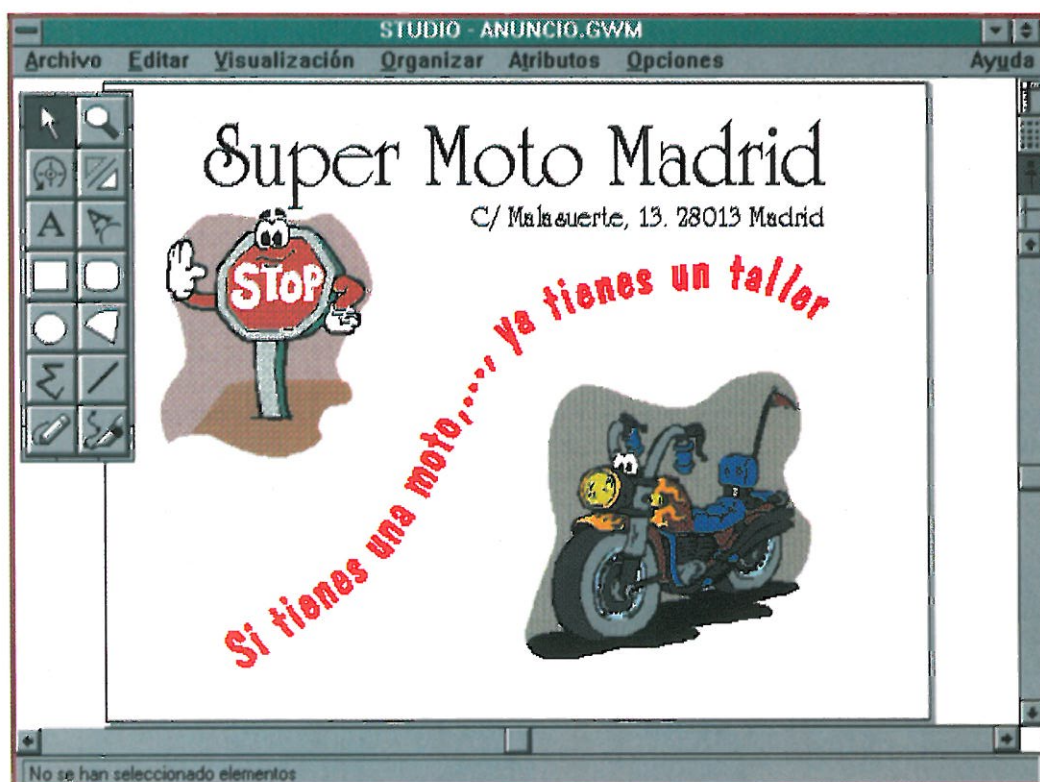 STUDIO - ANUNCIO.GWM
Archivo Editar Visualización Organizar Atributos Opciones Ayuda
A
Super Moto Madrid
C/ Malasuerte, 13. 28013 Madrid
STOP
Si tienes una moto,..., ya tienes un taller
No se han seleccionado elementos